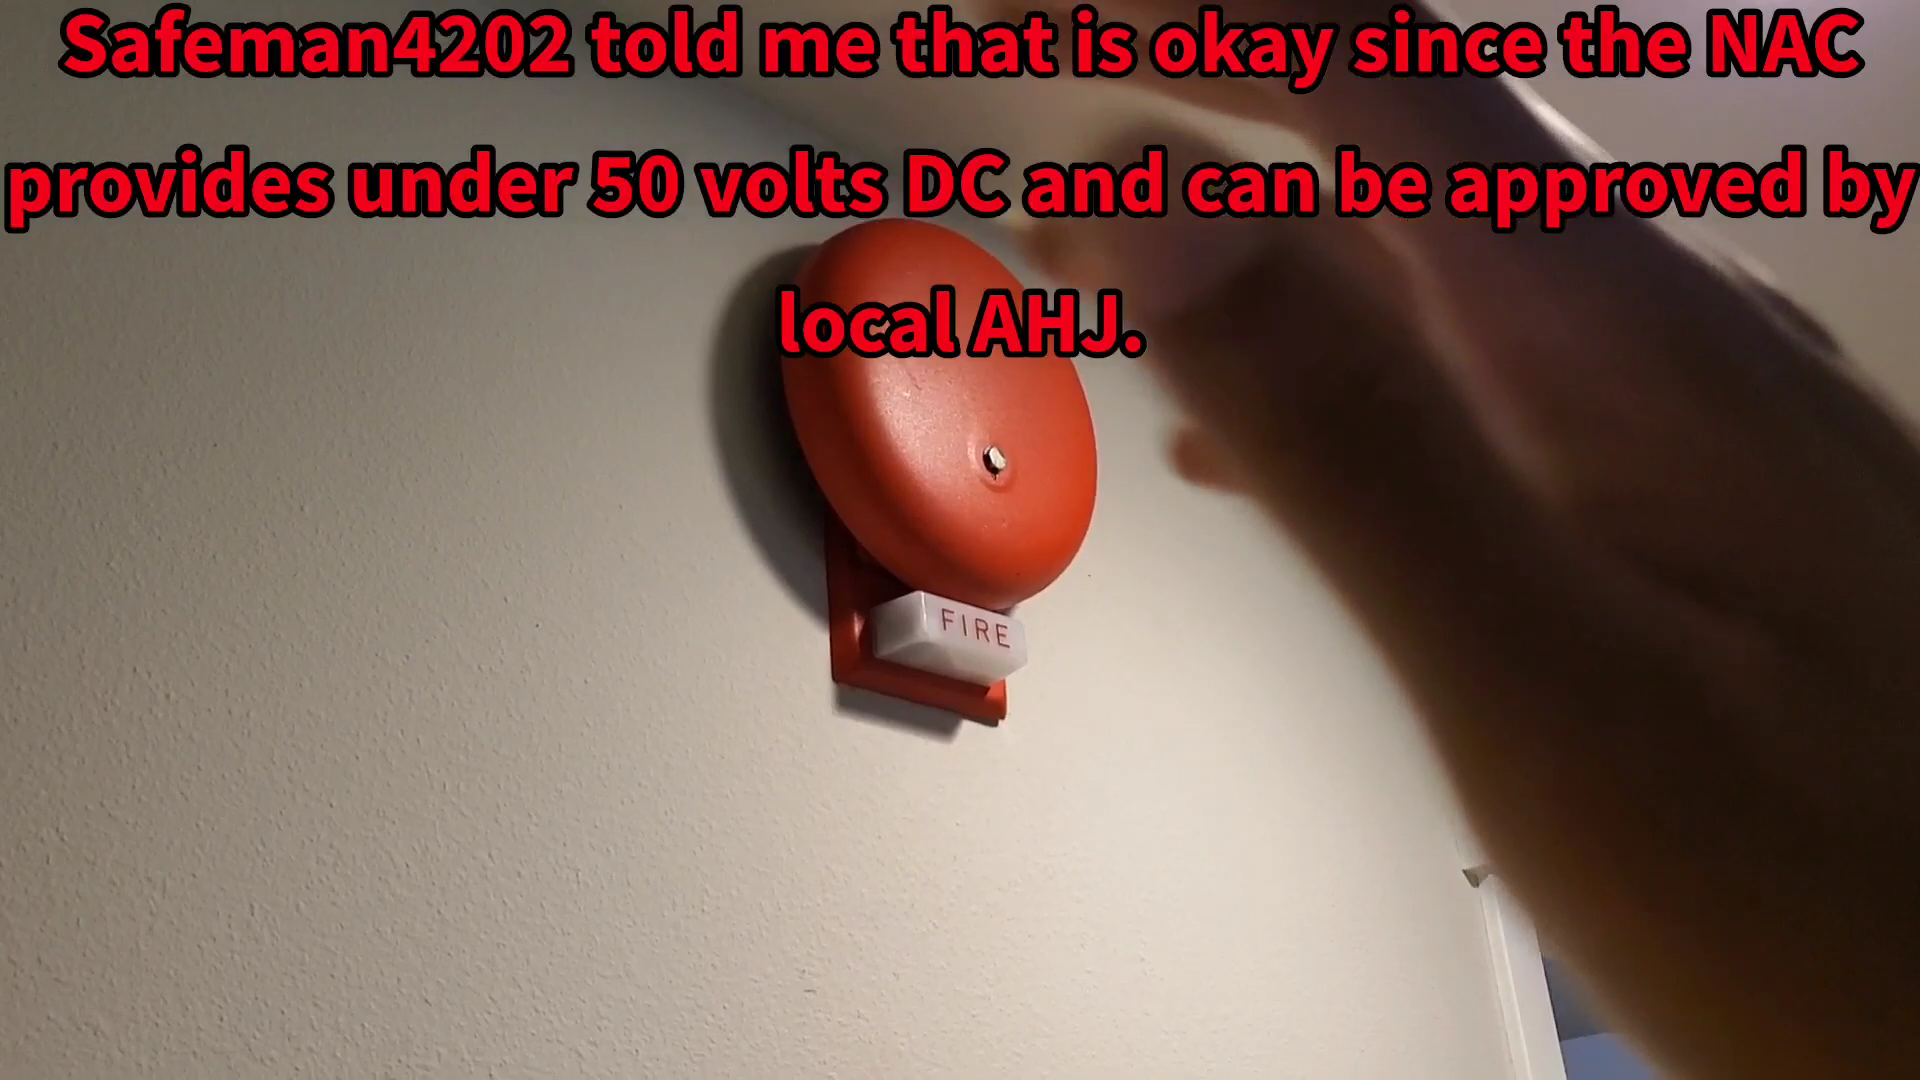 Safeman4202 told me that is okay since the NAC
provides under 50 volts DC and can be approved by
local AHJ.
FIRE